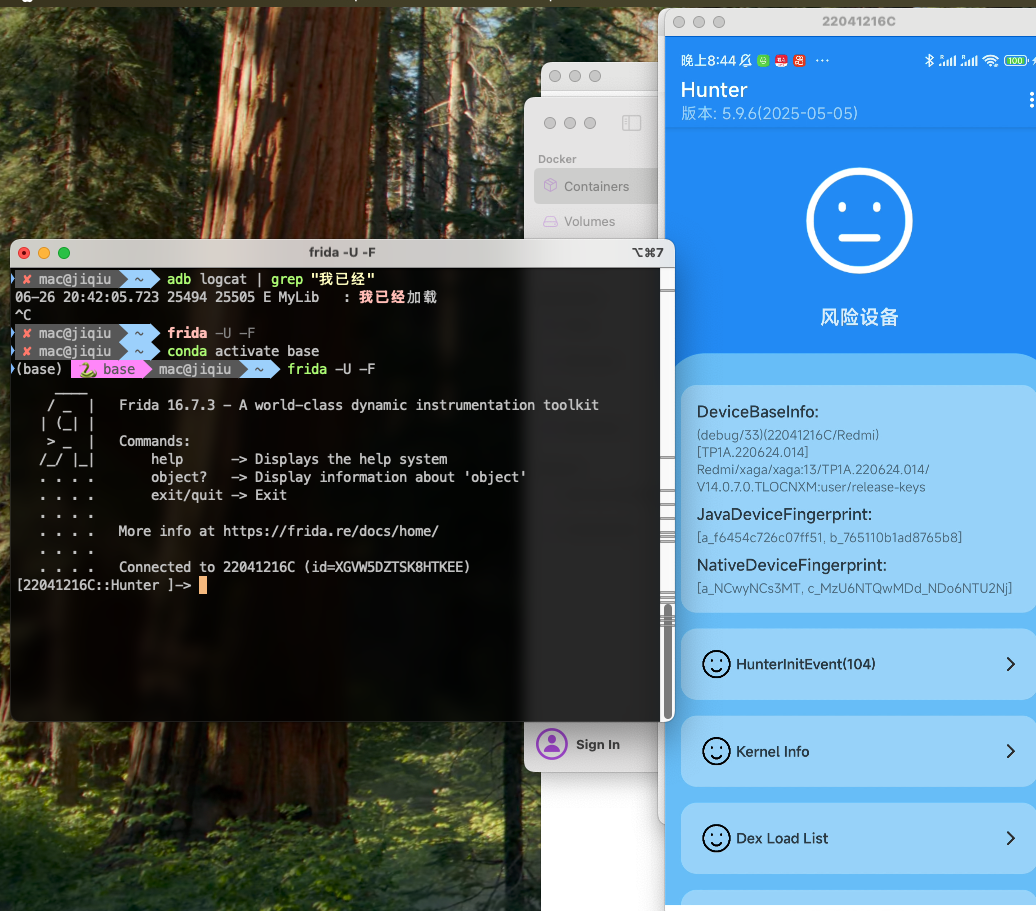 22041216C
晚上8:44
100
Hunter
版本: 5.9.6(2025-05-05)
风险设备
DeviceBaseInfo:
(debug/33)(22041216C/Redmi)
[TP1A.220624.014]
Redmi/xaga/xaga:13/TP1A.220624.014/
V14.0.7.0.TLOCNXM:user/release-keys
JavaDeviceFingerprint:
[a_f6454c726c07ff51, b_765110b1ad8765b8]
NativeDeviceFingerprint:
[a_NCwyNCs3MT, c_MzU6NTQwMDd_NDo6NTU2Nj]
HunterInitEvent(104)
Kernel Info
Dex Load List
Docker
Containers
Volumes
Sign In
frida -U -F
⌥⌘7
✘ mac@jiqiu ~ adb logcat | grep "我已经"
06-26 20:42:05.723 25494 25505 E MyLib   : 我已经加载
^C
✘ mac@jiqiu ~ frida -U -F
✘ mac@jiqiu ~ conda activate base
(base) base mac@jiqiu ~ frida -U -F
____
/ _  |   Frida 16.7.3 - A world-class dynamic instrumentation toolkit
| (_| |
> _  |   Commands:
/_/ |_|       help      -> Displays the help system
. . . .       object?   -> Display information about 'object'
. . . .       exit/quit -> Exit
. . . .
. . . .   More info at https://frida.re/docs/home/
. . . .
. . . .   Connected to 22041216C (id=XGVW5DZTSK8HTKEE)
[22041216C::Hunter ]->